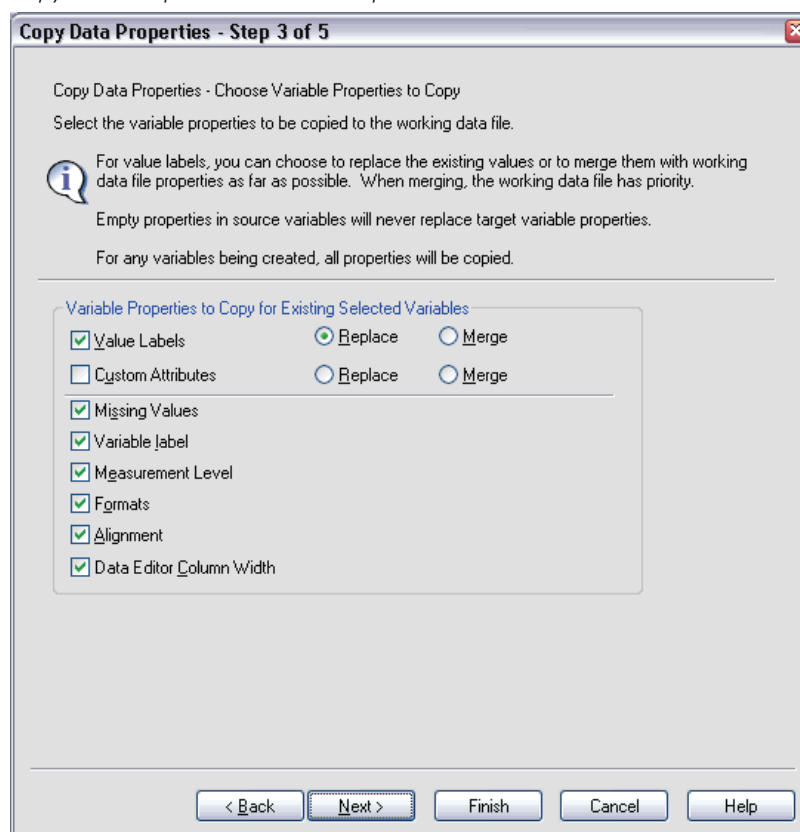 Copy Data Properties - Step 3 of 5
Copy Data Properties - Choose Variable Properties to Copy
Select the variable properties to be copied to the working data file.
For value labels, you can choose to replace the existing values or to merge them with working
data file properties as far as possible. When merging, the working data file has priority.
Empty properties in source variables will never replace target variable properties.
For any variables being created, all properties will be copied.
Variable Properties to Copy for Existing Selected Variables
Value Labels Replace Merge
Custom Attributes Replace Merge
Missing Values
Variable label
Measurement Level
Formats
Alignment
Data Editor Column Width
< Back Next > Finish Cancel Help